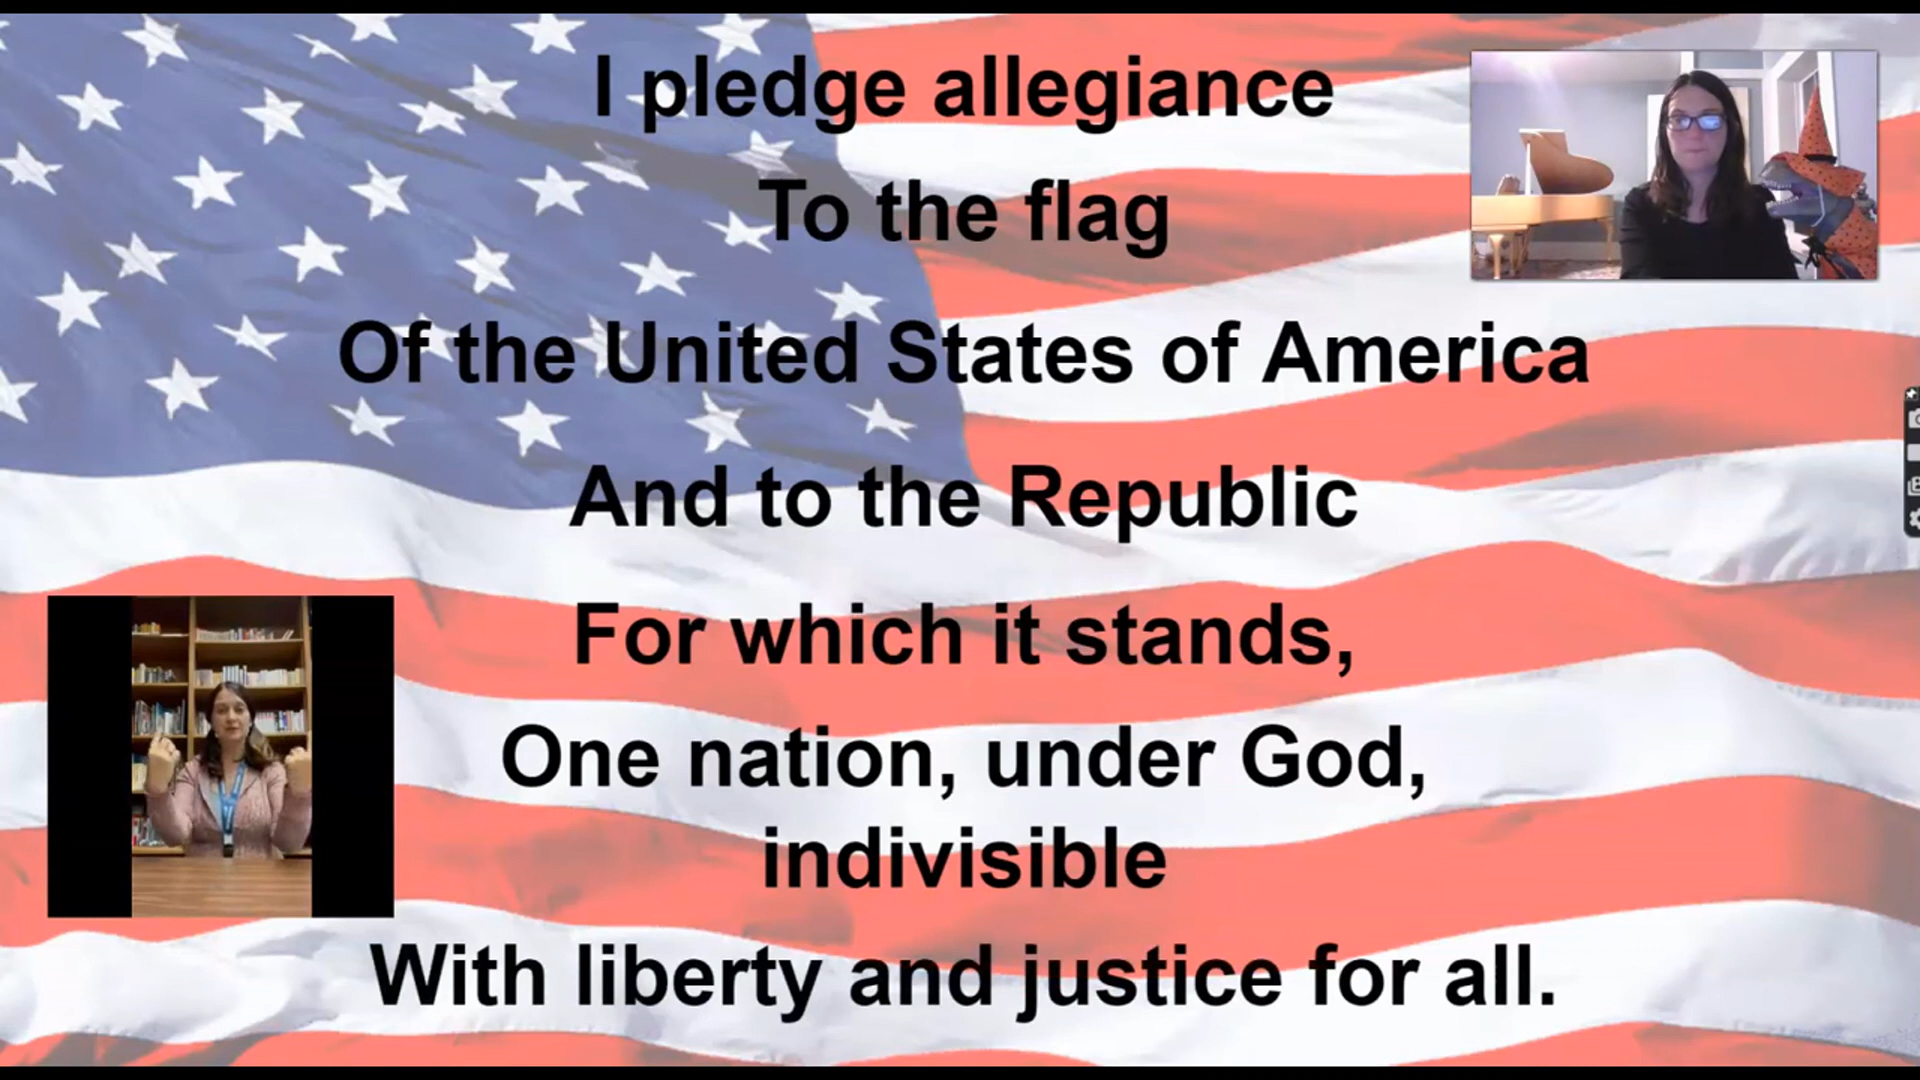 I pledge allegiance
To the flag
Of the United States of America
And to the Republic
For which it stands,
One nation, under God,
indivisible
With liberty and justice for all.